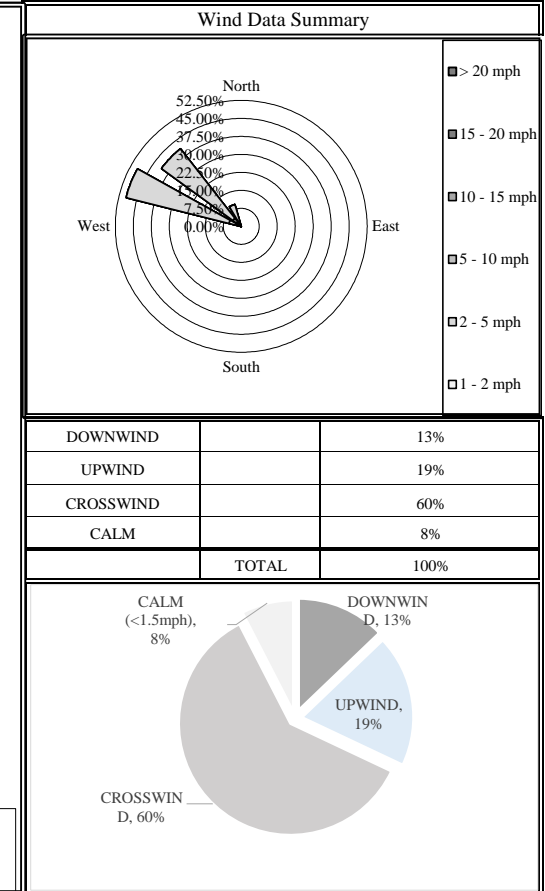 Wind Data Summary
North
52.50%
45.00%
37.50%
30.00%
22.50%
15.00%
7.50%
0.00%
West
East
South
> 20 mph
15 - 20 mph
10 - 15 mph
5 - 10 mph
2 - 5 mph
1 - 2 mph
DOWNWIND 13%
UPWIND 19%
CROSSWIND 60%
CALM 8%
TOTAL 100%
CALM
(<1.5mph),
8%
DOWNWIN
D, 13%
UPWIND,
19%
CROSSWIN
D, 60%